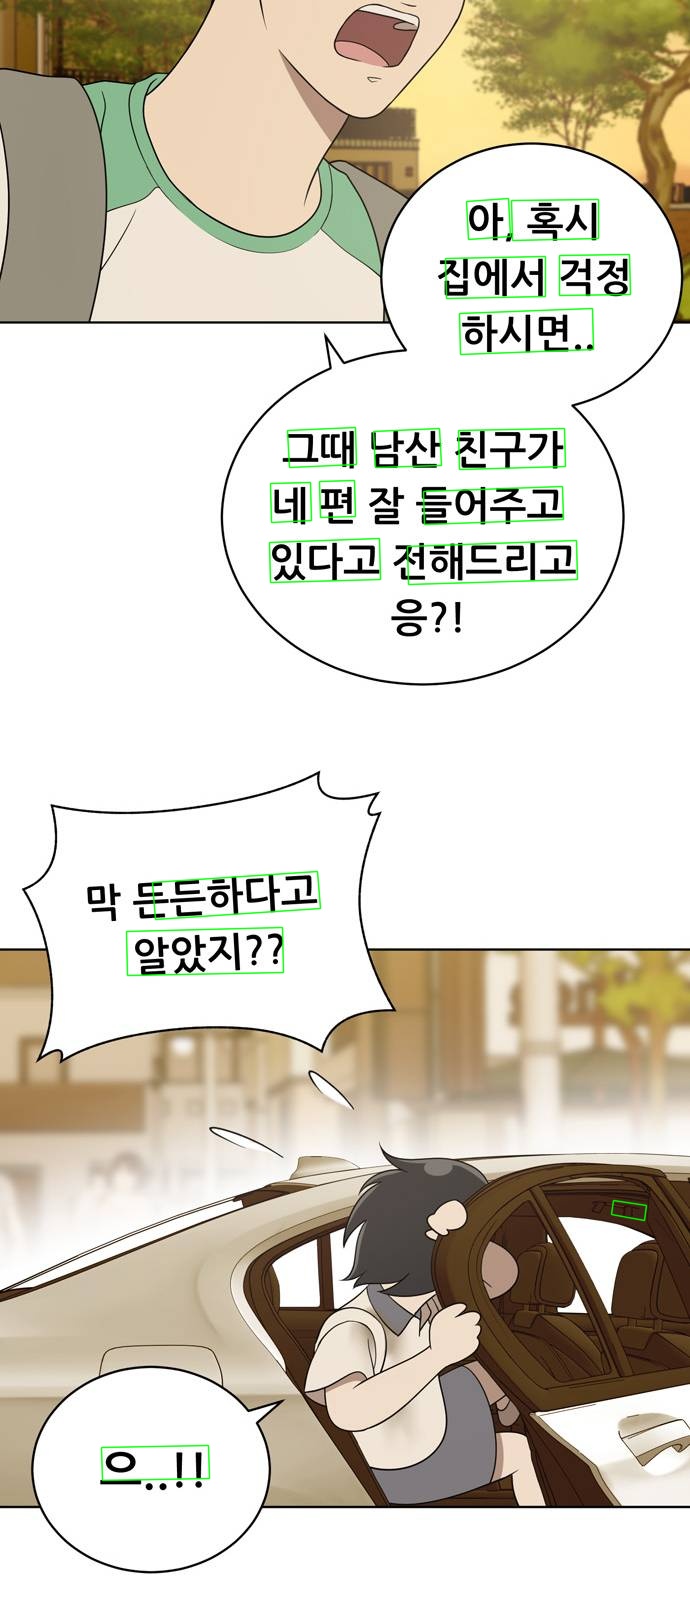 아, 혹시
집에서 걱정
하시면..
그때 남산 친구가
네 편 잘 들어주고
있다고 전해드리고
응?!
막 든든하다고
알았지??
으..!!